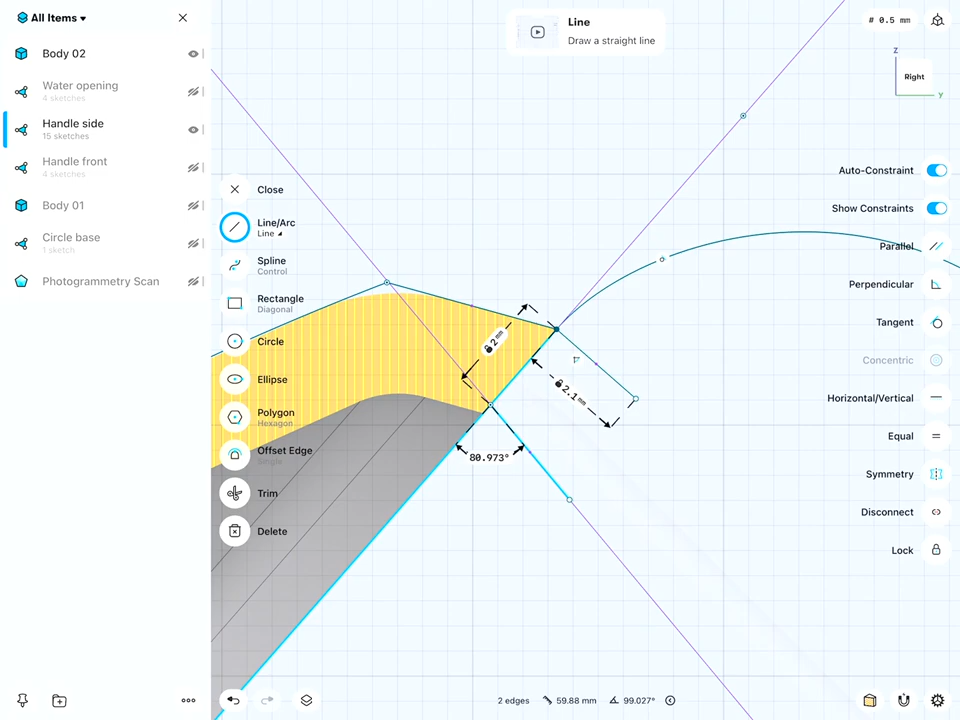 All Items
Body 02
Water opening
4 sketches
Handle side
15 sketches
Handle front
4 sketches
Body 01
Circle base
1 sketch
Photogrammetry Scan
Close
Line/Arc
Line
Spline
Control
Rectangle
Diagonal
Circle
Ellipse
Polygon
Hexagon
Offset Edge
Single
Trim
Delete
Line
Draw a straight line
2 mm
2.1 mm
80.973°
# 0.5 mm
Z
Right
y
Auto-Constraint
Show Constraints
Parallel
Perpendicular
Tangent
Concentric
Horizontal/Vertical
Equal
Symmetry
Disconnect
Lock
2 edges 59.88 mm 99.027°